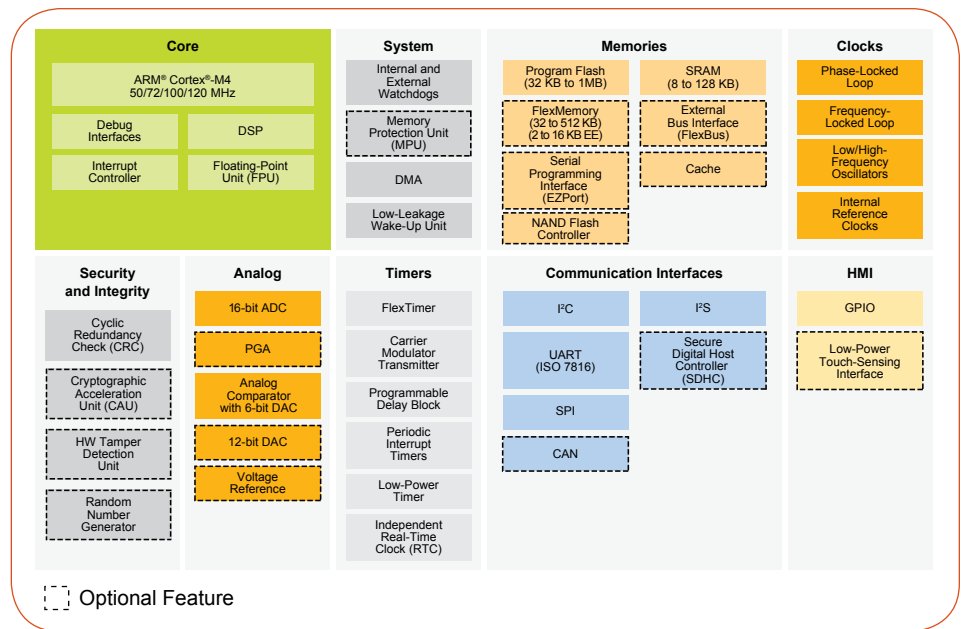 Core
ARM® Cortex®-M4
50/72/100/120 MHz
Debug
Interfaces
DSP
Interrupt
Controller
Floating-Point
Unit (FPU)
System
Internal and
External
Watchdogs
Memory
Protection Unit
(MPU)
DMA
Low-Leakage
Wake-Up Unit
Memories
Program Flash
(32 KB to 1MB)
SRAM
(8 to 128 KB)
FlexMemory
(32 to 512 KB)
(2 to 16 KB EE)
External
Bus Interface
(FlexBus)
Serial
Programming
Interface
(EZPort)
Cache
NAND Flash
Controller
Clocks
Phase-Locked
Loop
Frequency-
Locked Loop
Low/High-
Frequency
Oscillators
Internal
Reference
Clocks
Security
and Integrity
Cyclic
Redundancy
Check (CRC)
Cryptographic
Acceleration
Unit (CAU)
HW Tamper
Detection
Unit
Random
Number
Generator
Analog
16-bit ADC
PGA
Analog
Comparator
with 6-bit DAC
12-bit DAC
Voltage
Reference
Timers
FlexTimer
Carrier
Modulator
Transmitter
Programmable
Delay Block
Periodic
Interrupt
Timers
Low-Power
Timer
Independent
Real-Time
Clock (RTC)
Communication Interfaces
I²C
I²S
UART
(ISO 7816)
Secure
Digital Host
Controller
(SDHC)
SPI
CAN
HMI
GPIO
Low-Power
Touch-Sensing
Interface
Optional Feature